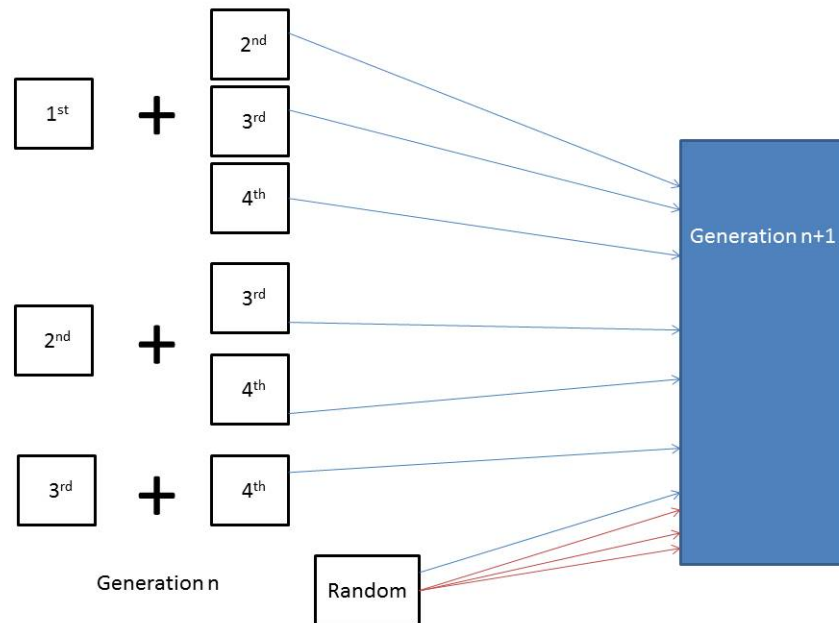 2nd
1st
+
3rd
4th
Generation n+1
3rd
2nd
+
4th
3rd
+
4th
Generation n
Random